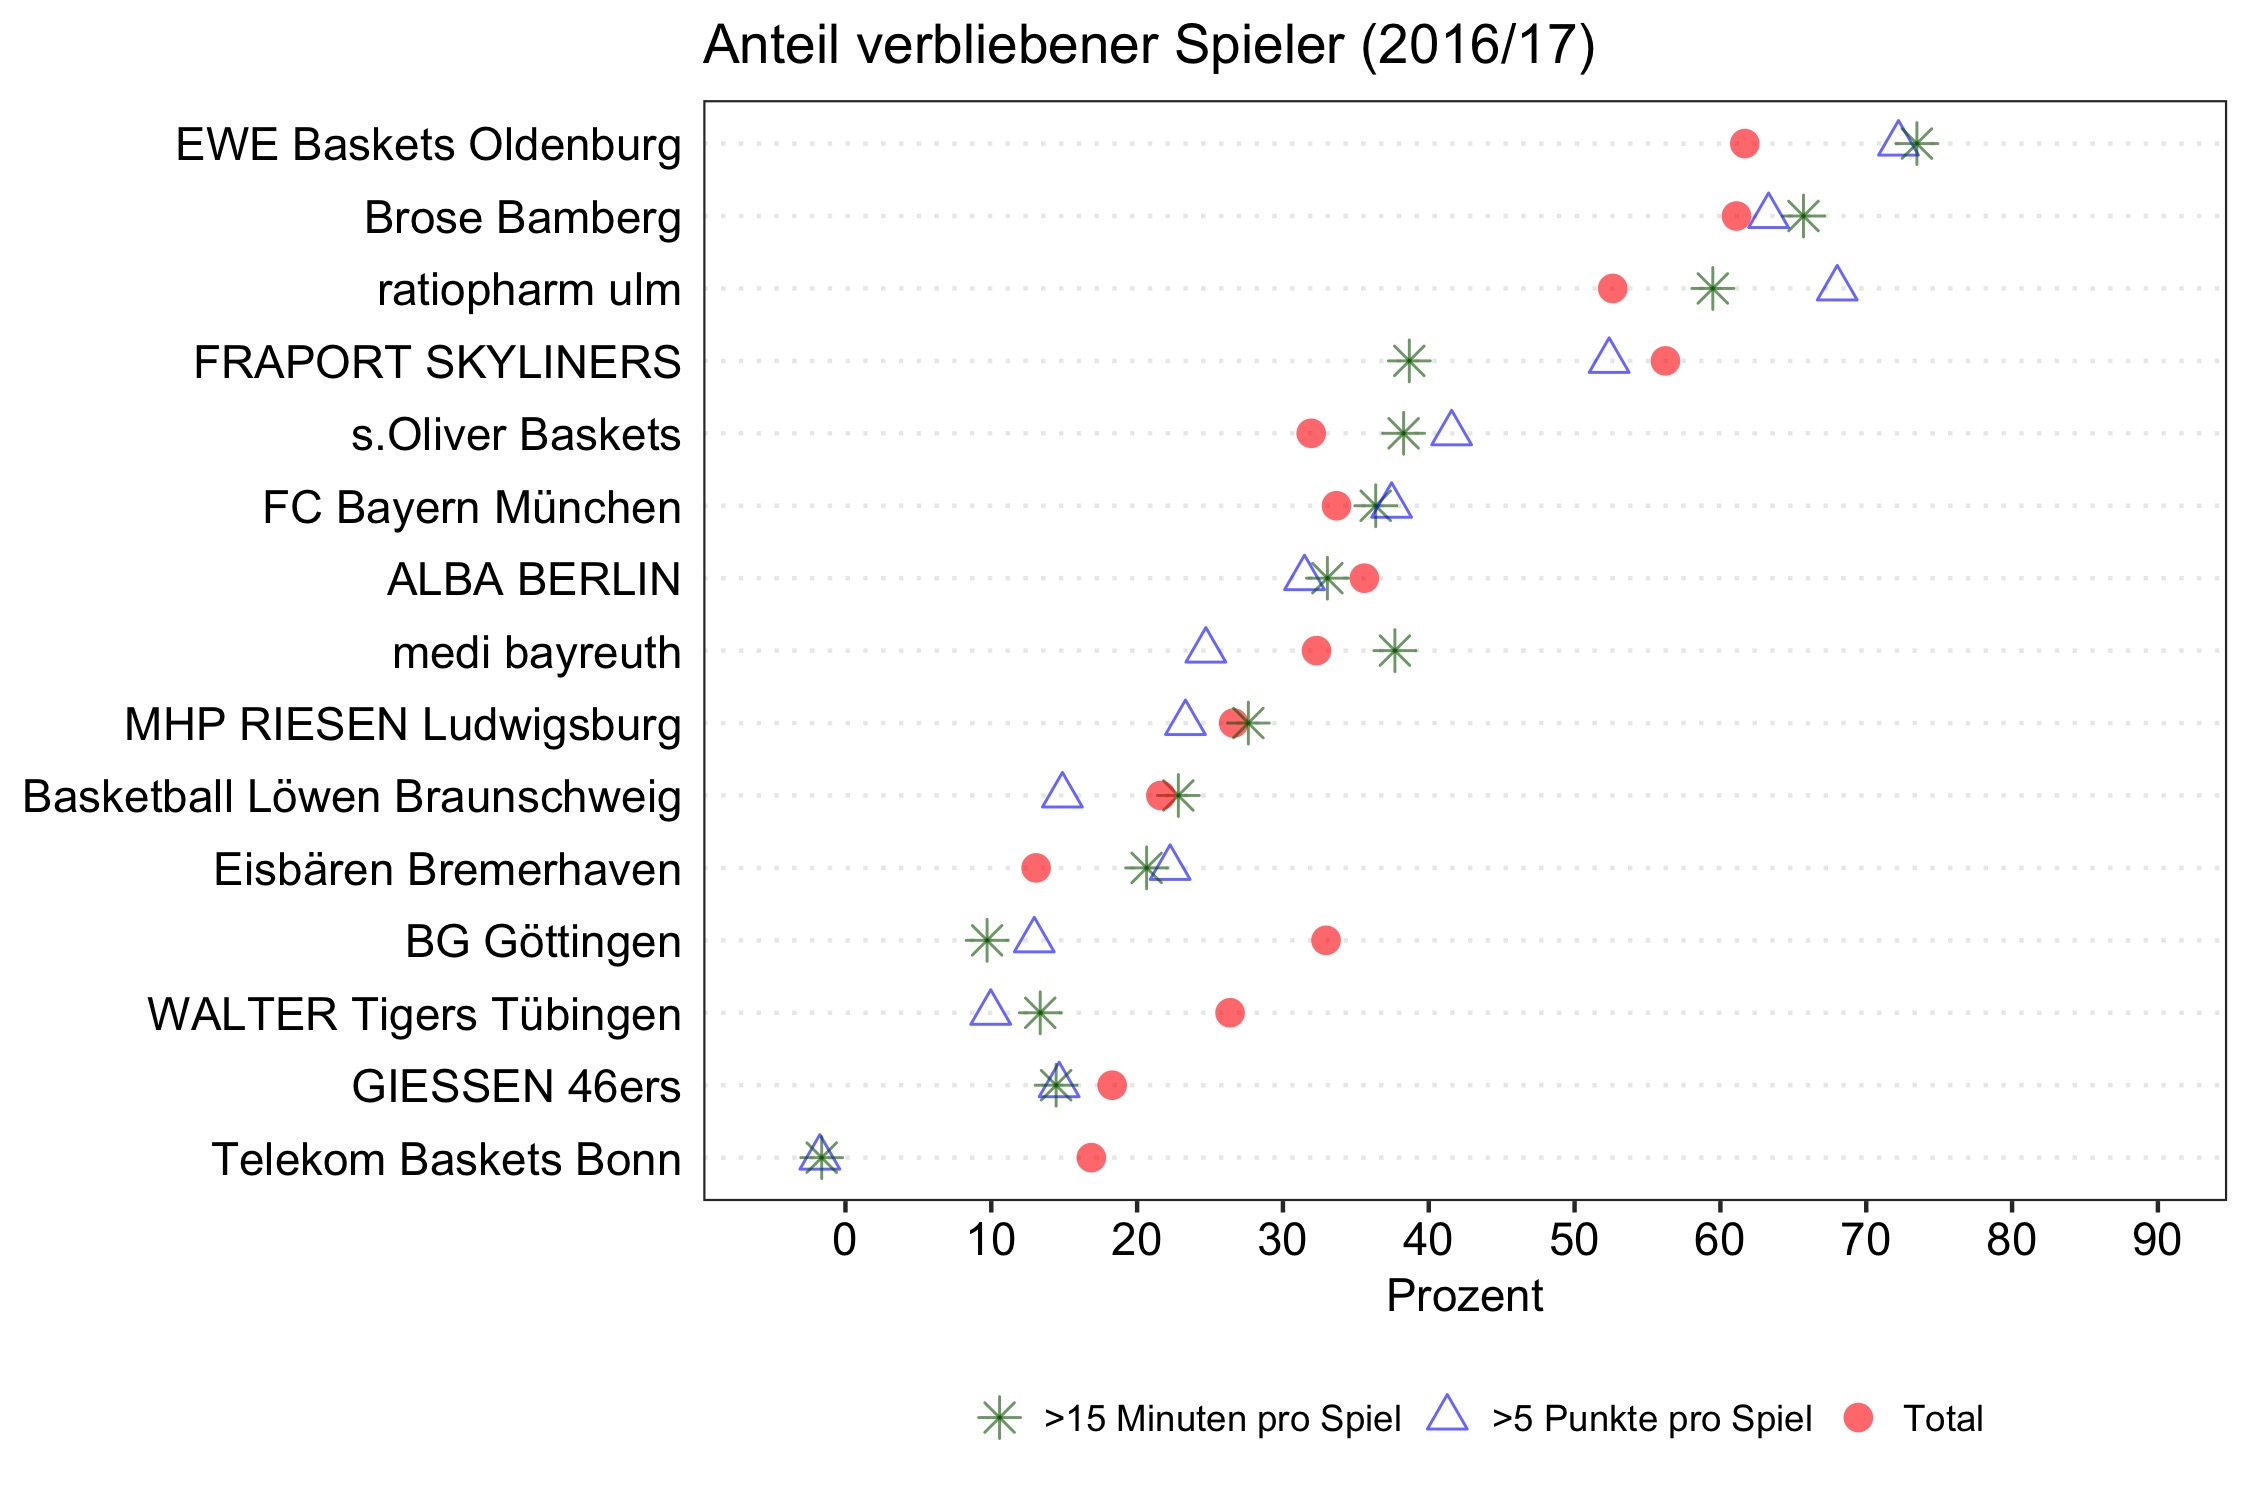 Anteil verbliebener Spieler (2016/17)
EWE Baskets Oldenburg
Brose Bamberg
ratiopharm ulm
FRAPORT SKYLINERS
s.Oliver Baskets
FC Bayern München
ALBA BERLIN
medi bayreuth
MHP RIESEN Ludwigsburg
Basketball Löwen Braunschweig
Eisbären Bremerhaven
BG Göttingen
WALTER Tigers Tübingen
GIESSEN 46ers
Telekom Baskets Bonn
0 10 20 30 40 50 60 70 80 90
Prozent
>15 Minuten pro Spiel >5 Punkte pro Spiel Total